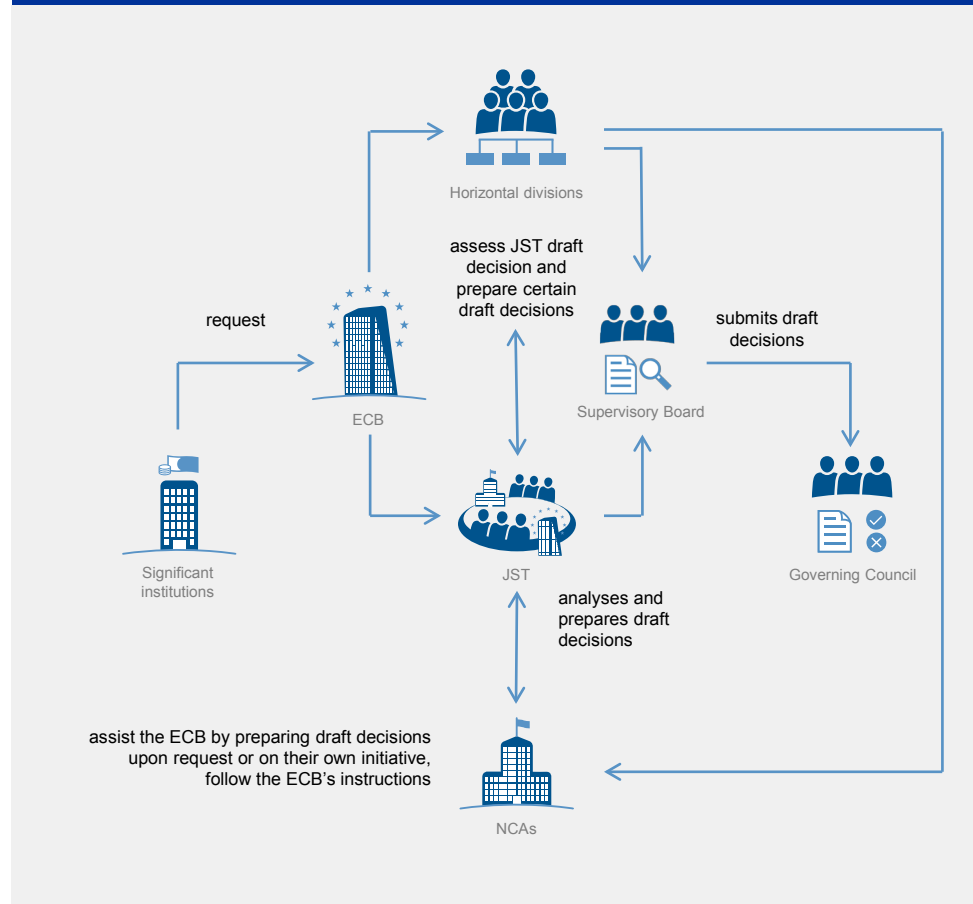 Horizontal divisions
assess JST draft
decision and
prepare certain
draft decisions
request
submits draft
decisions
ECB
Supervisory Board
Significant
institutions
JST
Governing Council
analyses and
prepares draft
decisions
assist the ECB by preparing draft decisions
upon request or on their own initiative,
follow the ECB’s instructions
NCAs